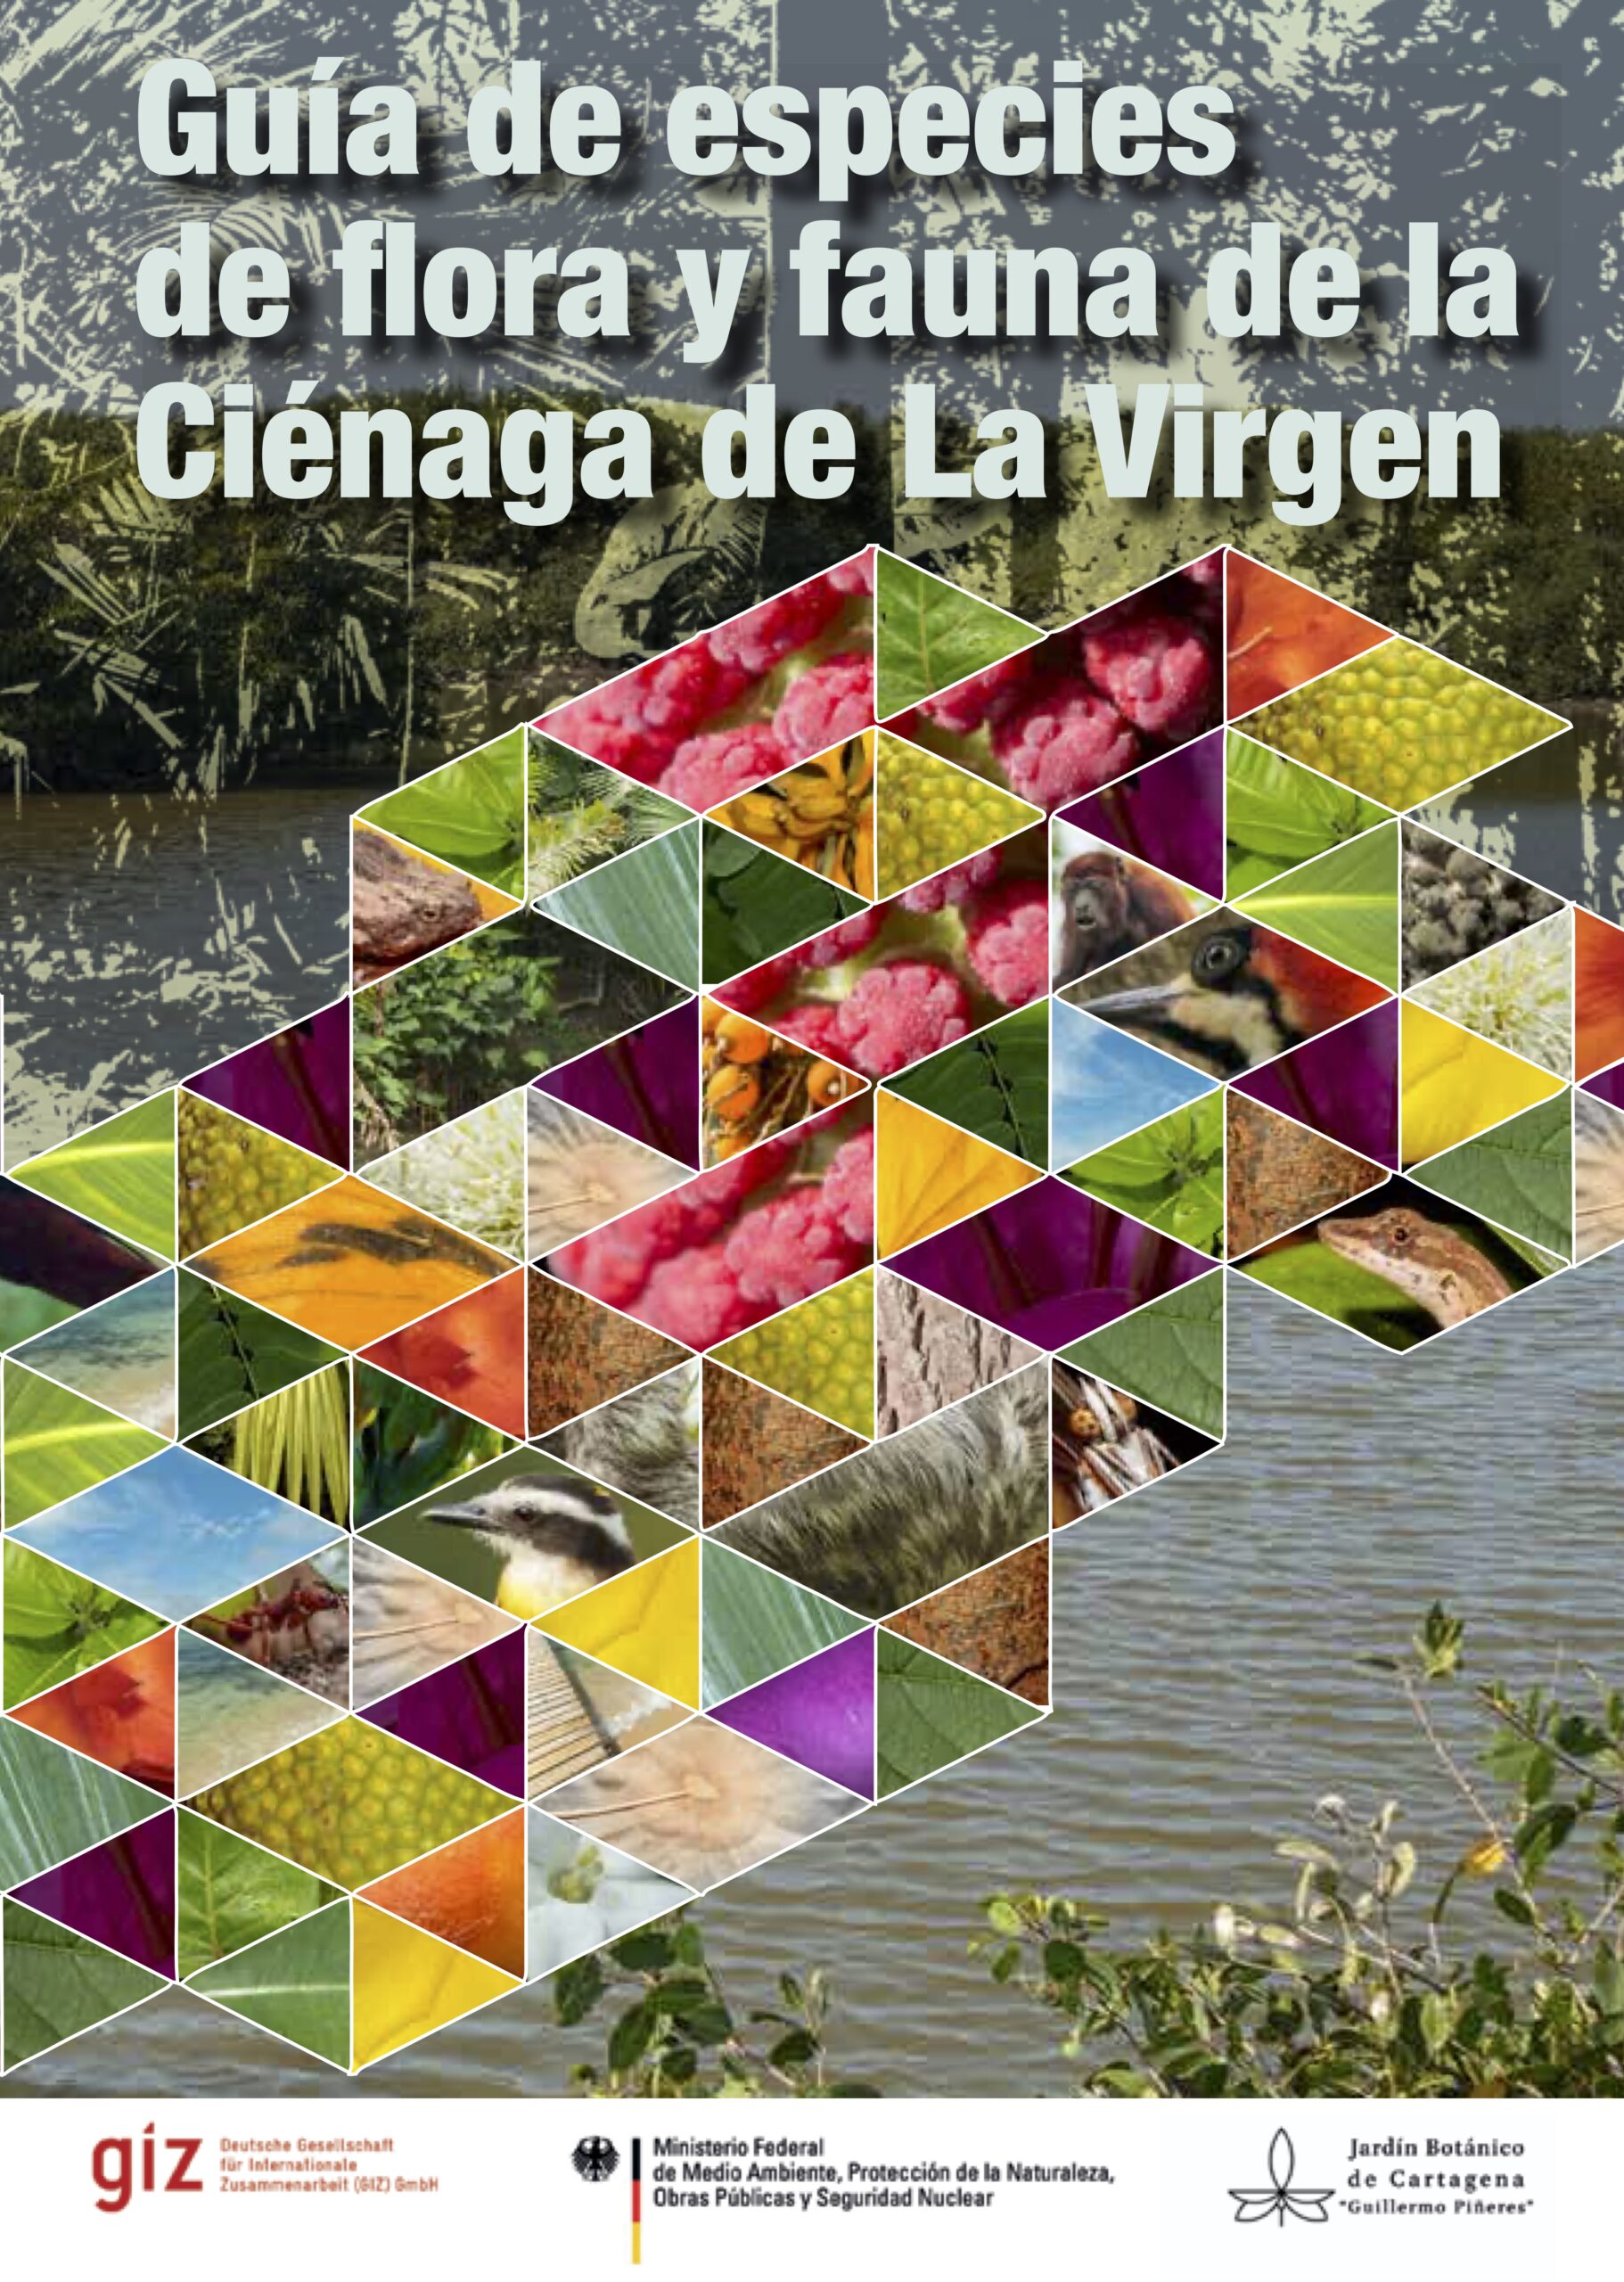 Guía de especies
de flora y fauna de la
Ciénaga de La Virgen
giz
Deutsche Gesellschaft
für Internationale
Zusammenarbeit (GIZ) GmbH
Ministerio Federal
de Medio Ambiente, Protección de la Naturaleza,
Obras Públicas y Seguridad Nuclear
Jardín Botánico
de Cartagena
"Guillermo Piñeres"